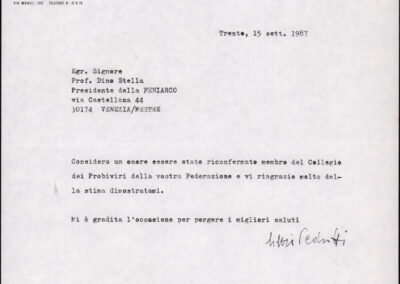 Trento, 15 sett. 1987
Egr. Signore
Prof. Dino Stella
Presidente della FENIARCO
via Castellana 44
30174 VENEZIA/MESTRE
Considero un onore essere stato riconfermato membro del Collegio
dei Probiviri della vostra Federazione e vi ringrazio molto del-
la stima dimostratami.
Mi è gradita l'occasione per porgere i migliori saluti